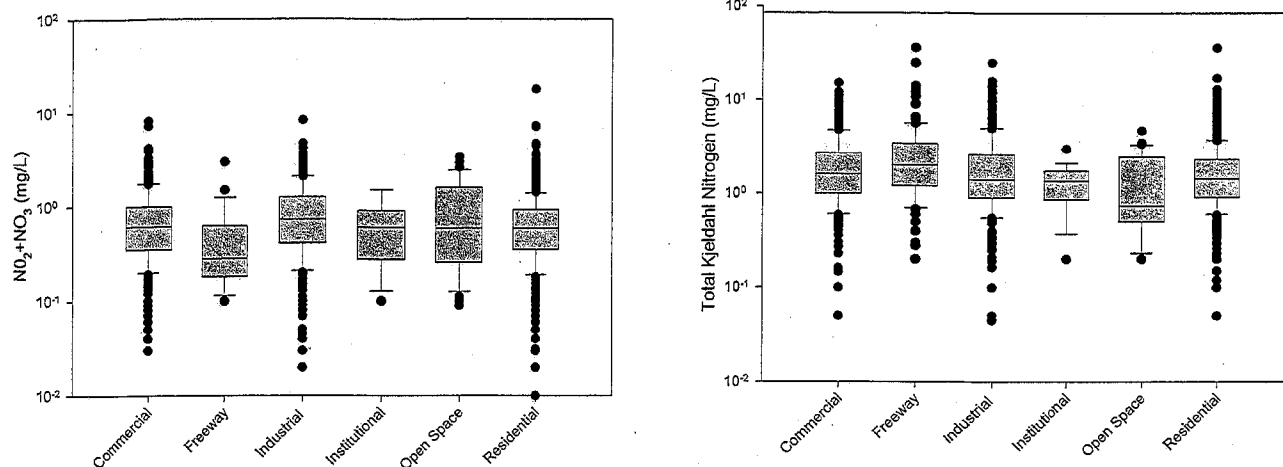 10²
10¹
10⁰
10⁻¹
10⁻²
N0₂+NO₃ (mg/L)
Commercial
Freeway
Industrial
Institutional
Open Space
Residential
10²
10¹
10⁰
10⁻¹
10⁻²
Total Kjeldahl Nitrogen (mg/L)
Commercial
Freeway
Industrial
Institutional
Open Space
Residential